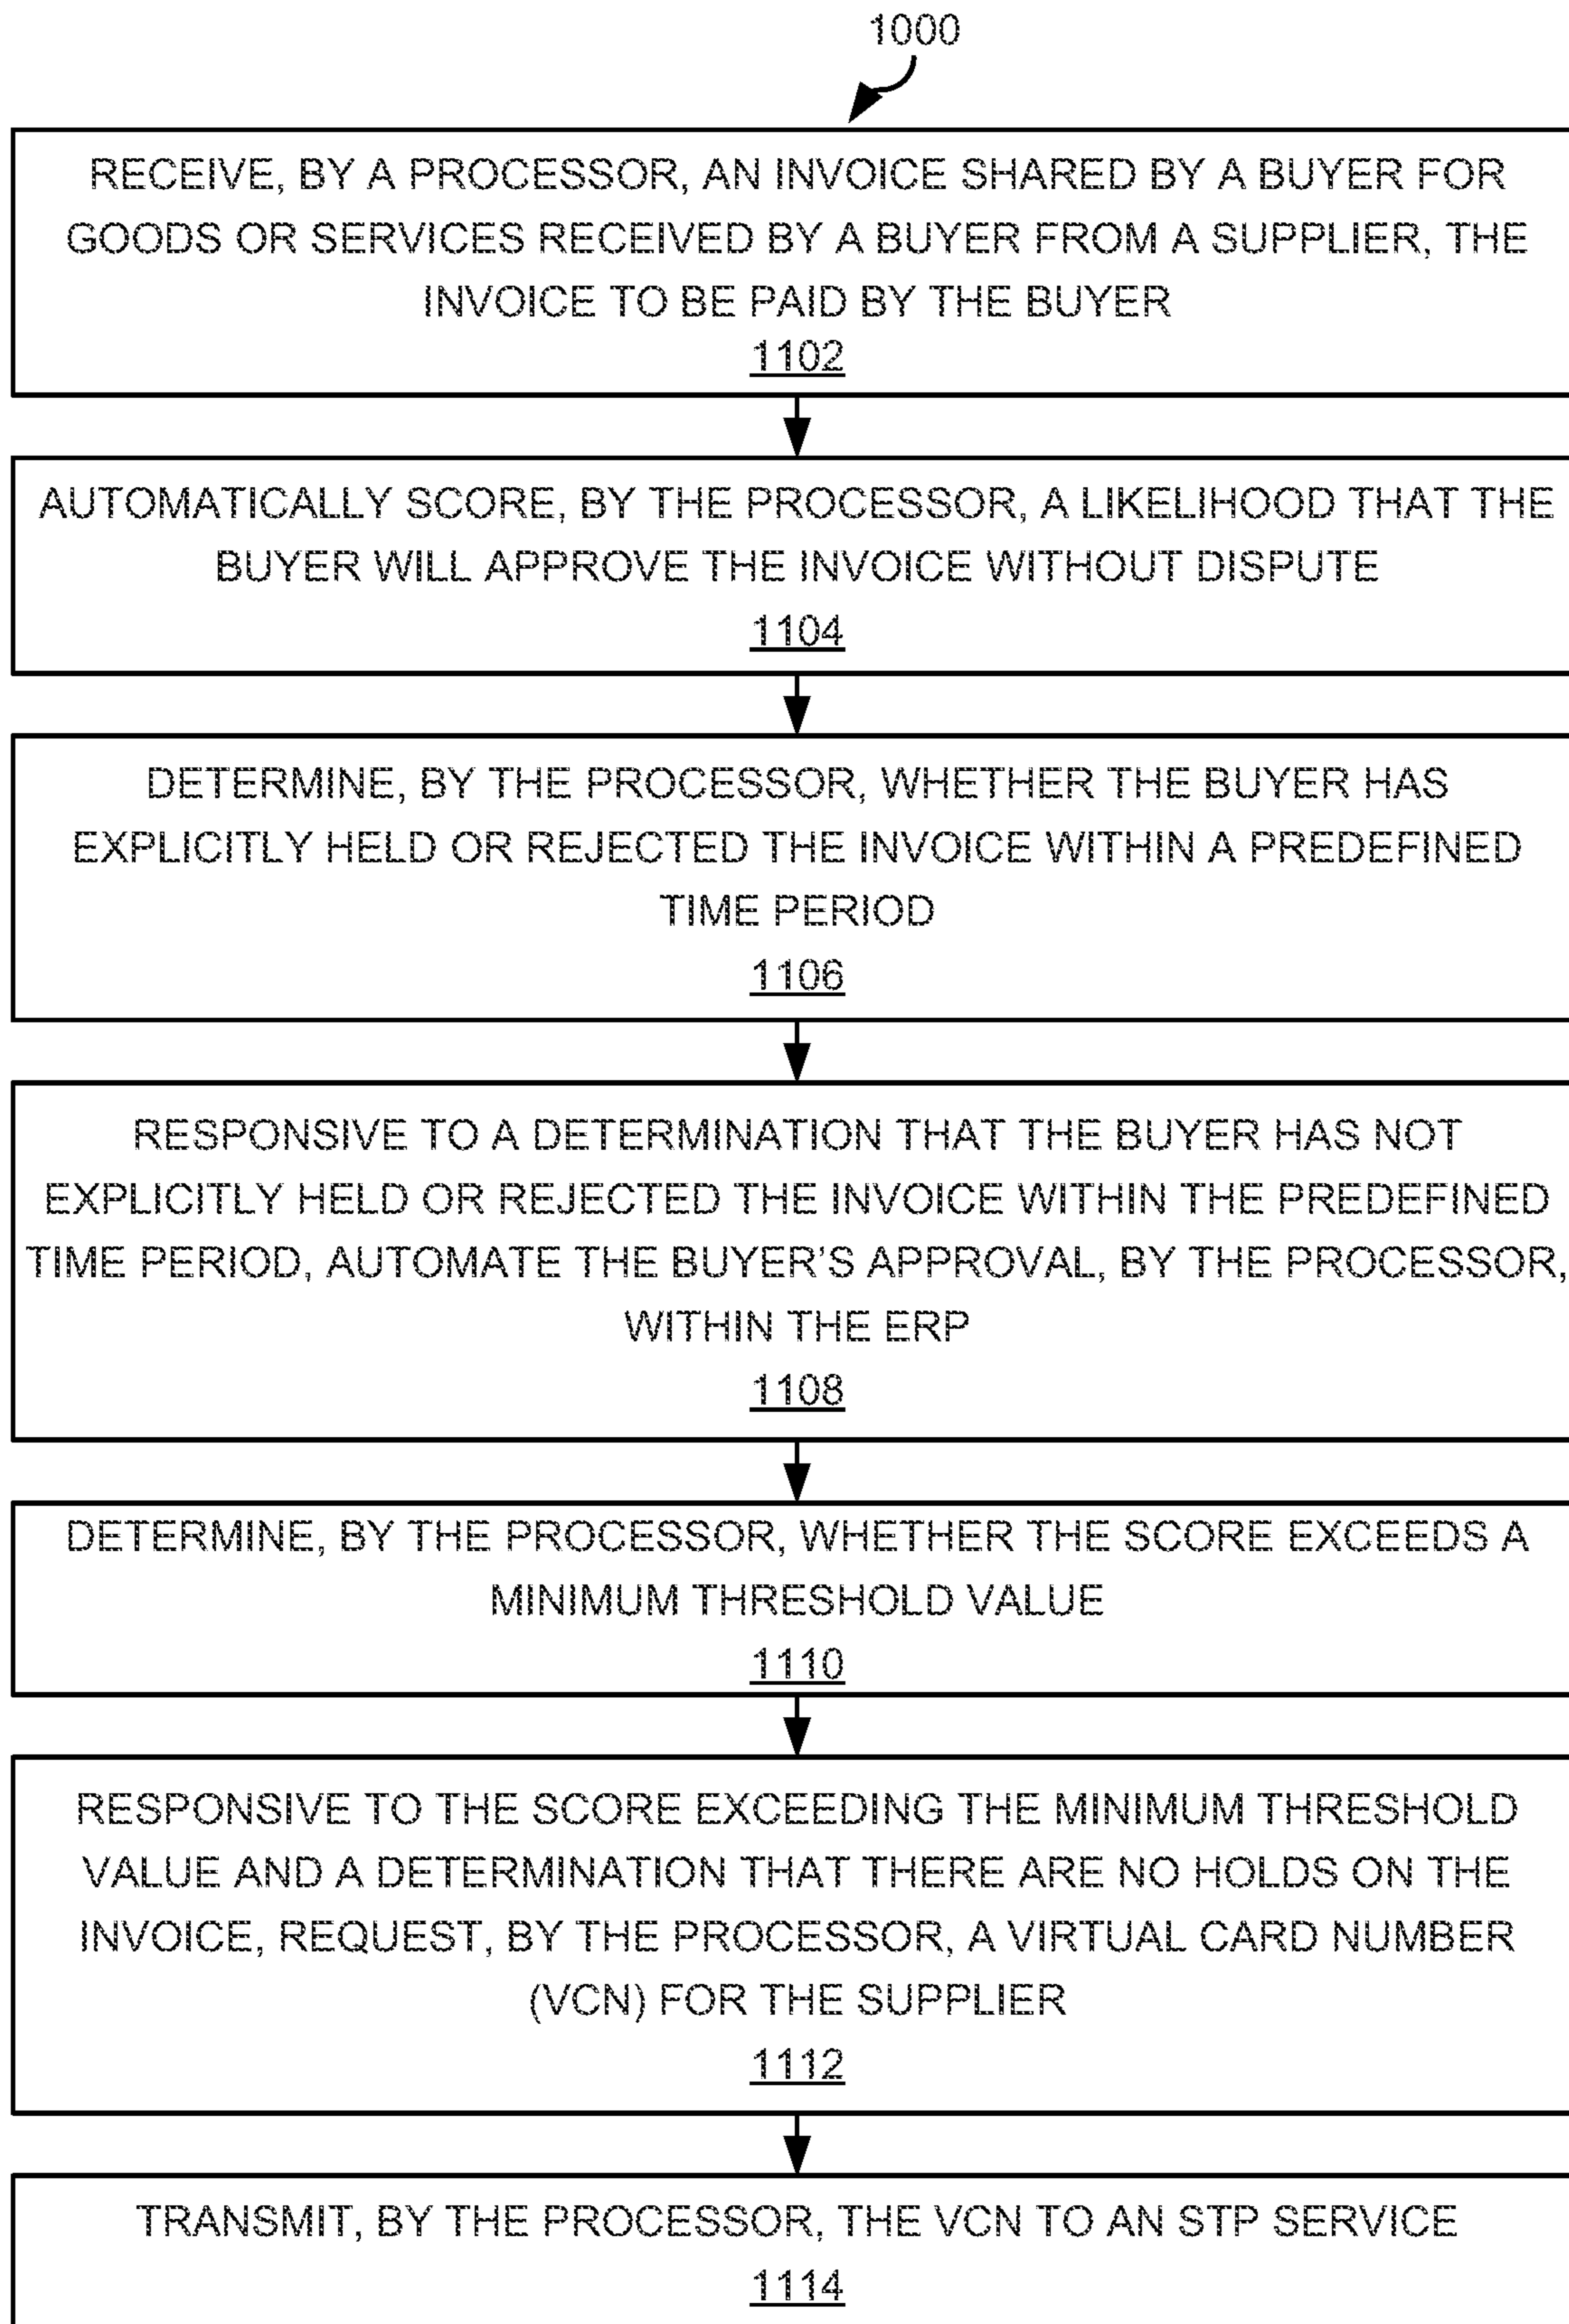 1000
RECEIVE, BY A PROCESSOR, AN INVOICE SHARED BY A BUYER FOR
GOODS OR SERVICES RECEIVED BY A BUYER FROM A SUPPLIER, THE
INVOICE TO BE PAID BY THE BUYER
1102
AUTOMATICALLY SCORE, BY THE PROCESSOR, A LIKELIHOOD THAT THE
BUYER WILL APPROVE THE INVOICE WITHOUT DISPUTE
1104
DETERMINE, BY THE PROCESSOR, WHETHER THE BUYER HAS
EXPLICITLY HELD OR REJECTED THE INVOICE WITHIN A PREDEFINED
TIME PERIOD
1106
RESPONSIVE TO A DETERMINATION THAT THE BUYER HAS NOT
EXPLICITLY HELD OR REJECTED THE INVOICE WITHIN THE PREDEFINED
TIME PERIOD, AUTOMATE THE BUYER'S APPROVAL, BY THE PROCESSOR,
WITHIN THE ERP
1108
DETERMINE, BY THE PROCESSOR, WHETHER THE SCORE EXCEEDS A
MINIMUM THRESHOLD VALUE
1110
RESPONSIVE TO THE SCORE EXCEEDING THE MINIMUM THRESHOLD
VALUE AND A DETERMINATION THAT THERE ARE NO HOLDS ON THE
INVOICE, REQUEST, BY THE PROCESSOR, A VIRTUAL CARD NUMBER
(VCN) FOR THE SUPPLIER
1112
TRANSMIT, BY THE PROCESSOR, THE VCN TO AN STP SERVICE
1114